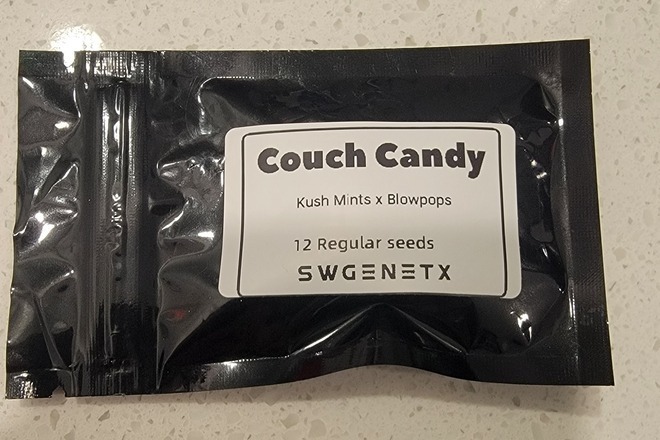 Couch Candy
Kush Mints x Blowpops
12 Regular seeds
SWGENETX